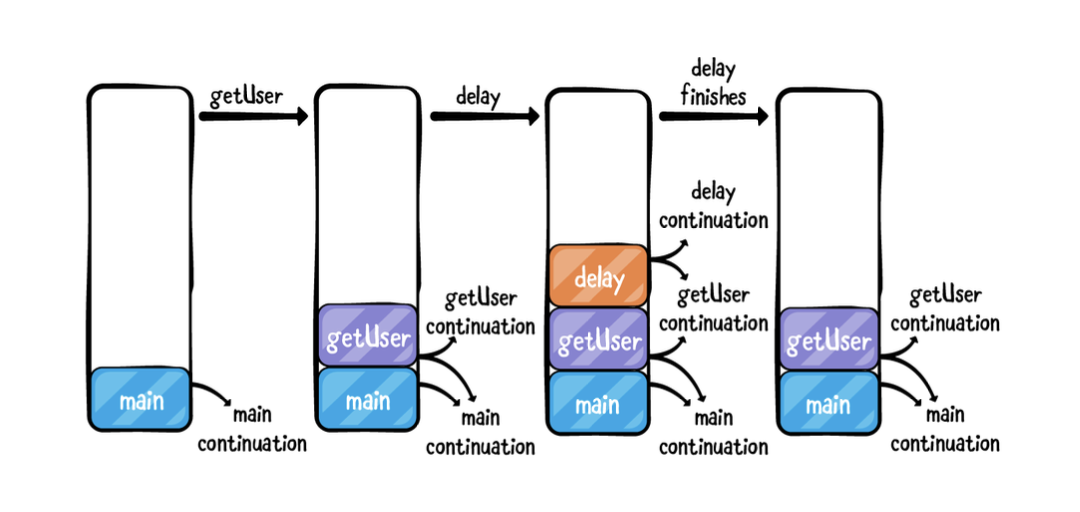 getUser
delay
delay
finishes
main
main
continuation
getUser
main
getUser
continuation
main
continuation
delay
getUser
main
delay
continuation
getUser
continuation
main
continuation
getUser
main
getUser
continuation
main
continuation